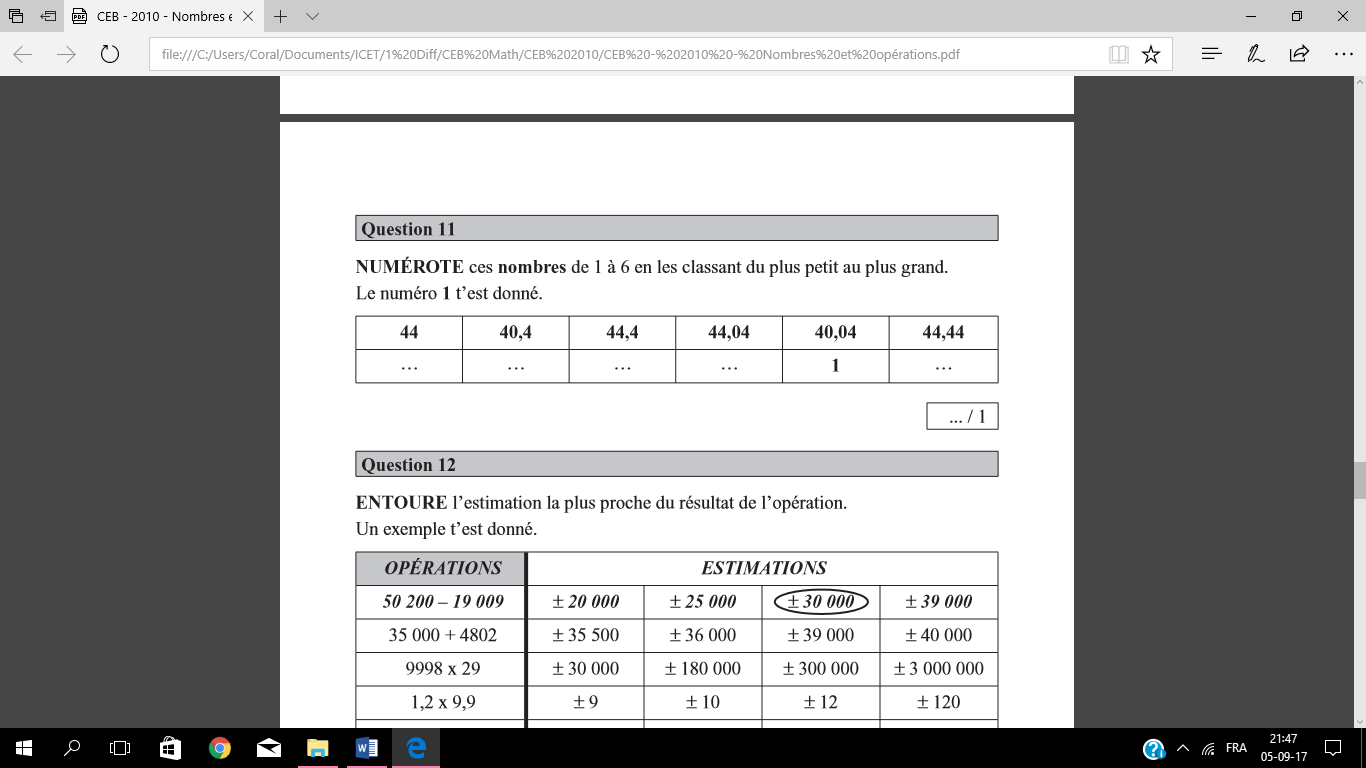 CEB - 2010 - Nombres e
file:///C:/Users/Coral/Documents/ICET/1%20Diff/CEB%20Math/CEB%202010/CEB%20-%202010%20-%20Nombres%20et%20opérations.pdf
Question 11
NUMÉROTE ces nombres de 1 à 6 en les classant du plus petit au plus grand.
Le numéro 1 t’est donné.
44 40,4 44,4 44,04 40,04 44,44
… … … … 1 …
... / 1
Question 12
ENTOURE l’estimation la plus proche du résultat de l’opération.
Un exemple t’est donné.
OPÉRATIONS ESTIMATIONS
50 200 – 19 009 ± 20 000 ± 25 000 ± 30 000 ± 39 000
35 000 + 4802 ± 35 500 ± 36 000 ± 39 000 ± 40 000
9998 x 29 ± 30 000 ± 180 000 ± 300 000 ± 3 000 000
1,2 x 9,9 ± 9 ± 10 ± 12 ± 120
FRA
21:47
05-09-17